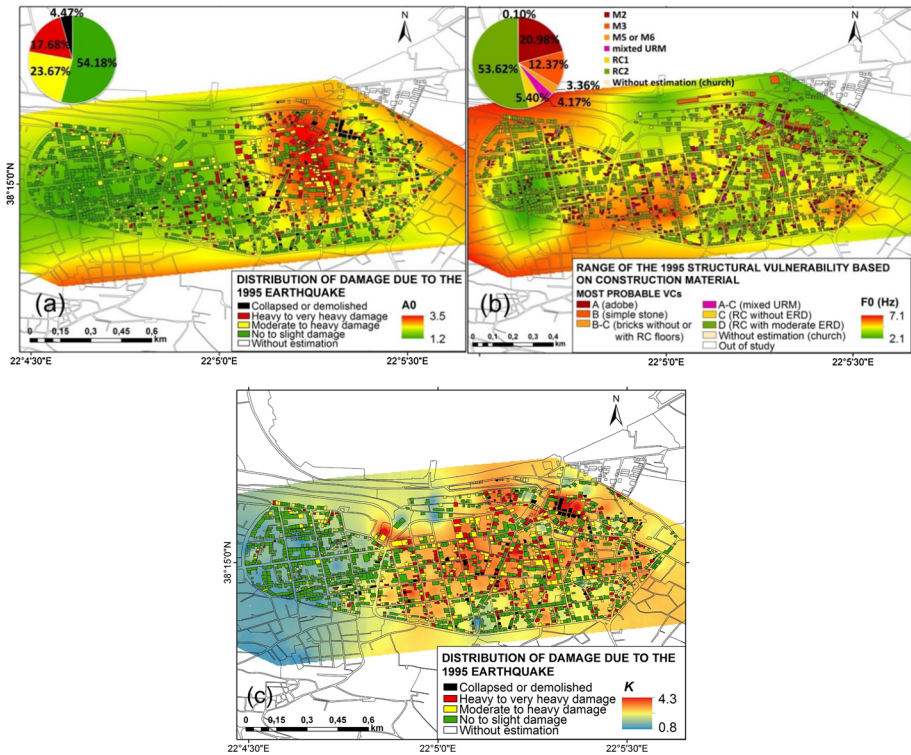 4.47%
17.68%
23.67%
54.18%
N
38°15'0"N
(a)
0 0,15 0,3 0,45 0,6
km
DISTRIBUTION OF DAMAGE DUE TO THE
1995 EARTHQUAKE
Collapsed or demolished
Heavy to very heavy damage
Moderate to heavy damage
No to slight damage
Without estimation
A0
3.5
1.2
22°4'30"E
22°5'0"E
22°5'30"E
0.10%
20.98%
12.37%
3.36%
4.17%
5.40%
53.62%
M2
M3
M5 or M6
mixted URM
RC1
RC2
Without estimation (church)
N
38°15'0"N
(b)
0 0,1 0,2 0,3 0,4
km
RANGE OF THE 1995 STRUCTURAL VULNERABILITY BASED
ON CONSTRUCTION MATERIAL
MOST PROBABLE VCs
A (adobe)
B (simple stone)
B-C (bricks without or
with RC floors)
A-C (mixed URM)
C (RC without ERD)
D (RC with moderate ERD)
Without estimation (church)
Out of study
F0 (Hz)
7.1
2.1
22°4'30"E
22°5'0"E
22°5'30"E
N
38°15'0"N
(c)
0 0,15 0,3 0,45 0,6
km
DISTRIBUTION OF DAMAGE DUE TO THE
1995 EARTHQUAKE
Collapsed or demolished
Heavy to very heavy damage
Moderate to heavy damage
No to slight damage
Without estimation
K
4.3
0.8
22°4'30"E
22°5'0"E
22°5'30"E